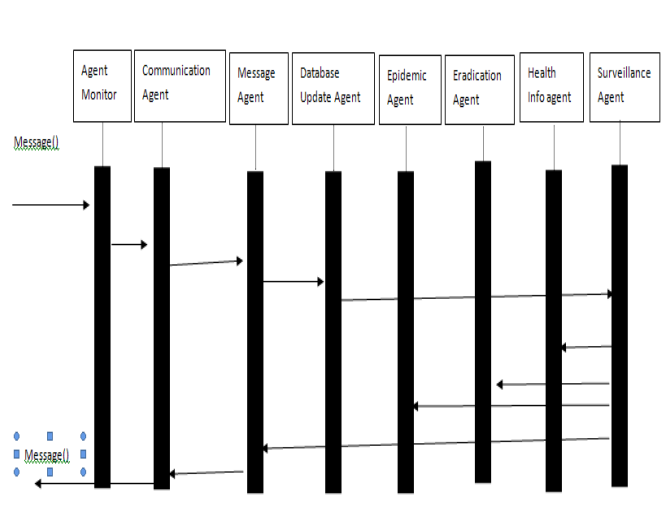 Agent
Monitor
Communication
Agent
Message
Agent
Database
Update Agent
Epidemic
Agent
Eradication
Agent
Health
Info agent
Surveillance
Agent
Message()
Message()